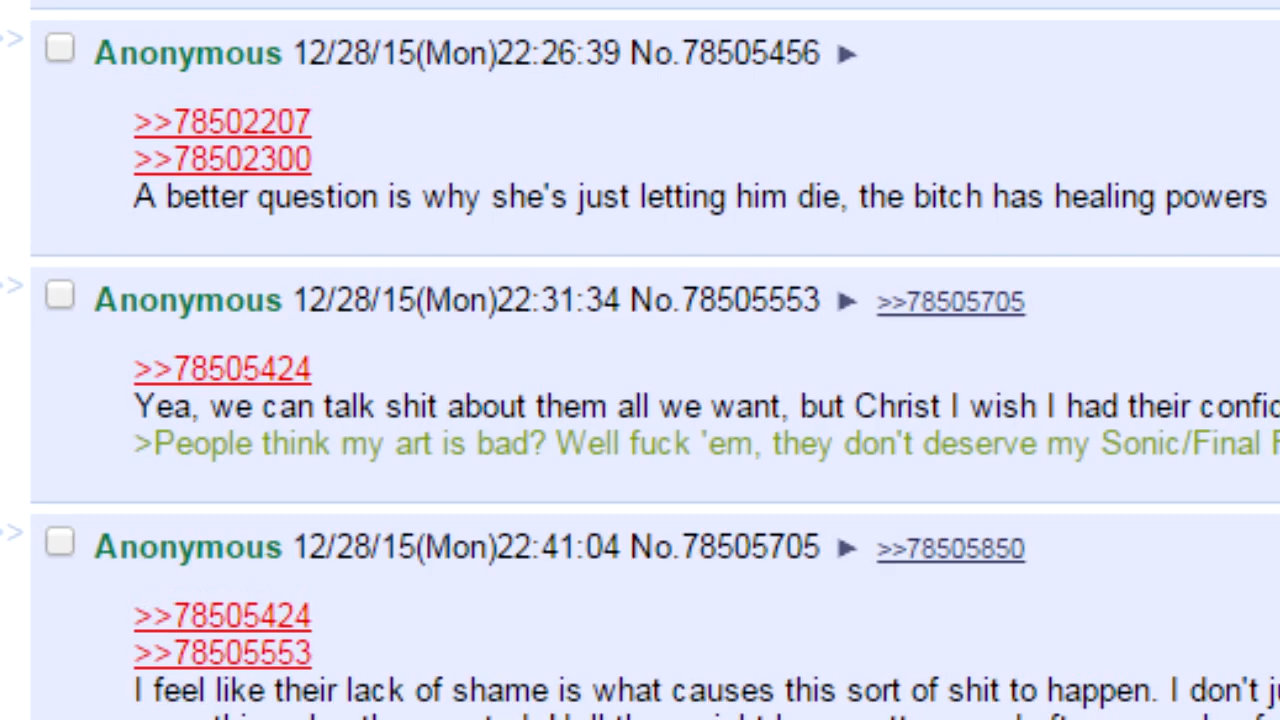 >>
Anonymous 12/28/15(Mon)22:26:39 No.78505456 ►
>>78502207
>>78502300
A better question is why she's just letting him die, the bitch has healing powers
>>
Anonymous 12/28/15(Mon)22:31:34 No.78505553 ► >>78505705
>>78505424
Yea, we can talk shit about them all we want, but Christ I wish I had their
>People think my art is bad? Well fuck 'em, they don't deserve my Sonic/Final
>>
Anonymous 12/28/15(Mon)22:41:04 No.78505705 ► >>78505850
>>78505424
>>78505553
I feel like their lack of shame is what causes this sort of shit to happen. I don't